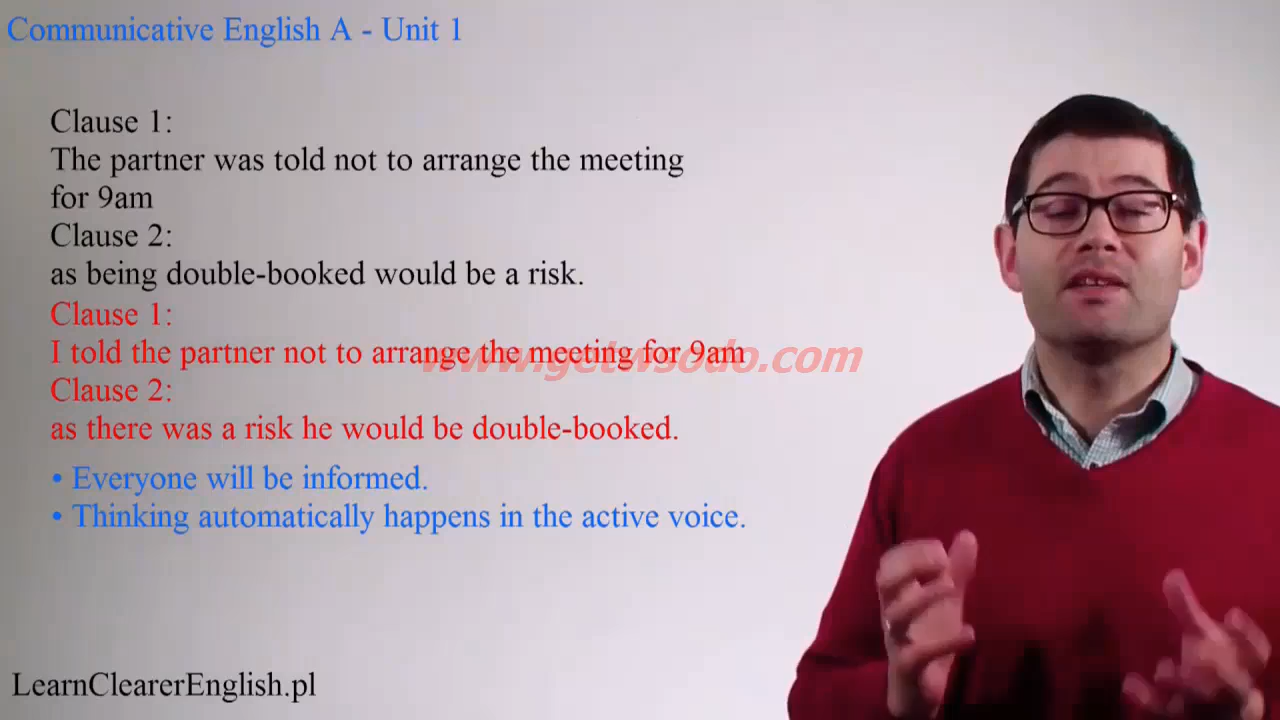 Communicative English A - Unit 1
Clause 1:
The partner was told not to arrange the meeting
for 9am
Clause 2:
as being double-booked would be a risk.
Clause 1:
I told the partner not to arrange the meeting for 9am
www.getwsodo.com
Clause 2:
as there was a risk he would be double-booked.
• Everyone will be informed.
• Thinking automatically happens in the active voice.
LearnClearerEnglish.pl